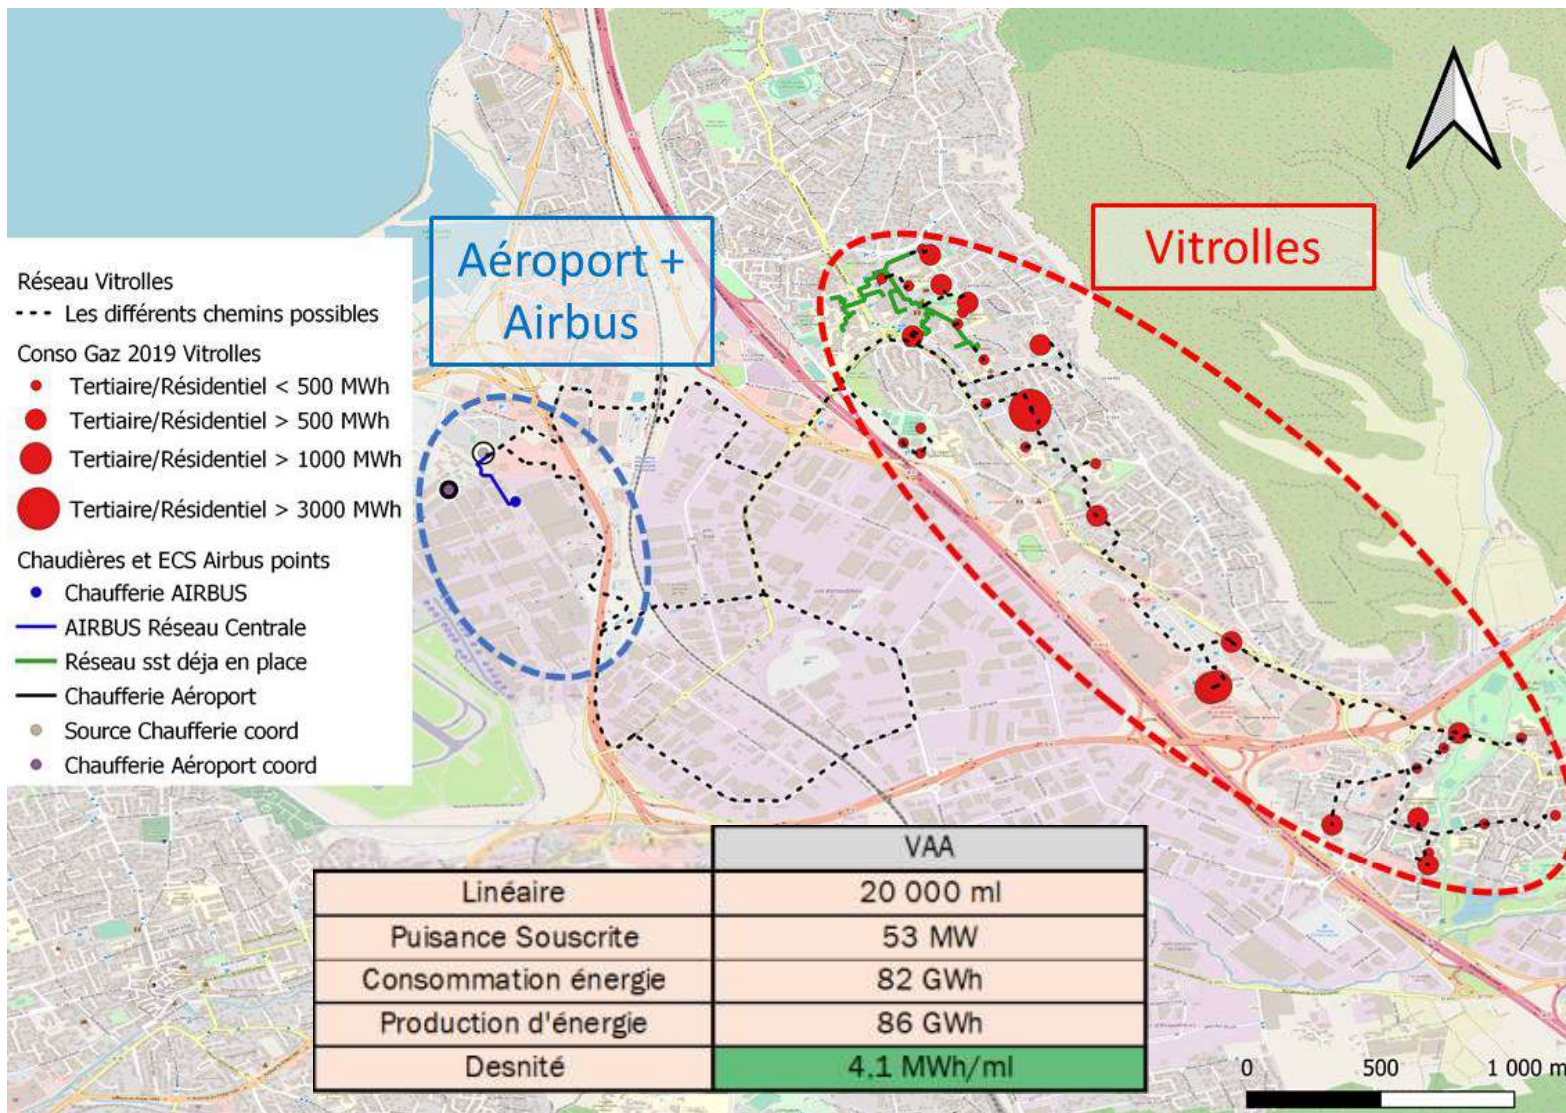 Aéroport +
Airbus
Vitrolles
Réseau Vitrolles
Les différents chemins possibles
Conso Gaz 2019 Vitrolles
Tertiaire/Résidentiel < 500 MWh
Tertiaire/Résidentiel > 500 MWh
Tertiaire/Résidentiel > 1000 MWh
Tertiaire/Résidentiel > 3000 MWh
Chaudières et ECS Airbus points
Chaufferie AIRBUS
AIRBUS Réseau Centrale
Réseau sst déja en place
Chaufferie Aéroport
Source Chaufferie coord
Chaufferie Aéroport coord
VAA
Linéaire 20 000 ml
Puisance Souscrite 53 MW
Consommation énergie 82 GWh
Production d'énergie 86 GWh
Desnité 4,1 MWh/ml
0 500 1 000 m